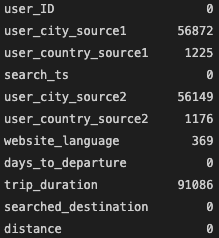 user_ID 0
user_city_source1 56872
user_country_source1 1225
search_ts 0
user_city_source2 56149
user_country_source2 1176
website_language 369
days_to_departure 0
trip_duration 91086
searched_destination 0
distance 0